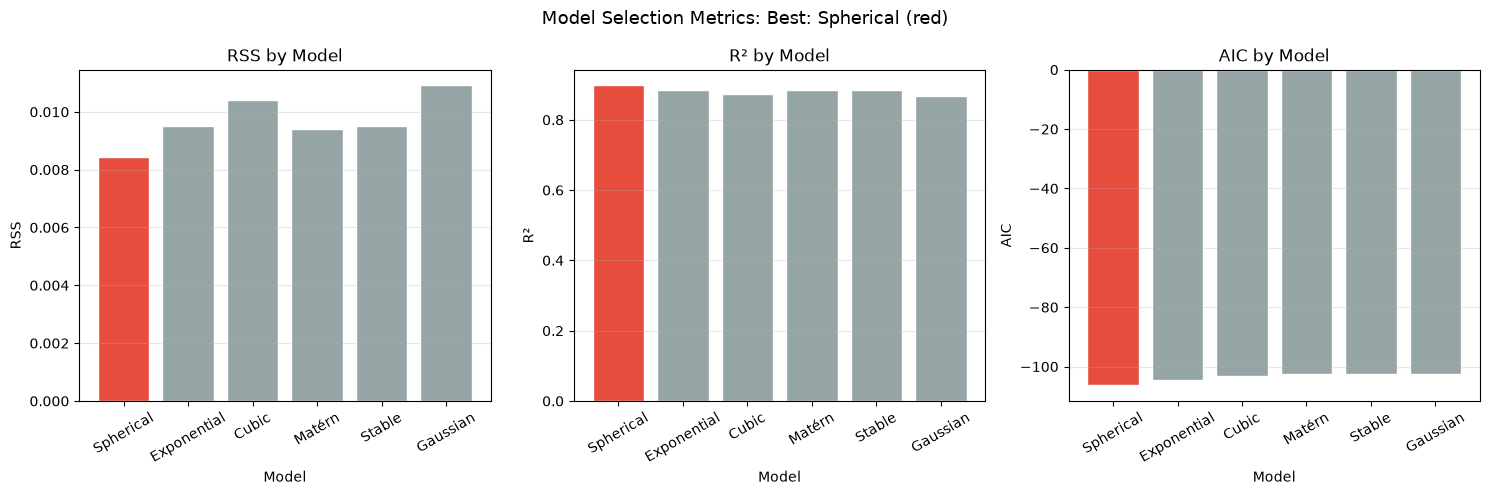 Model Selection Metrics: Best: Spherical (red)
RSS by Model
RSS
0.010
0.008
0.006
0.004
0.002
0.000
Spherical
Exponential
Cubic
Matérn
Stable
Gaussian
Model
R² by Model
R²
0.8
0.6
0.4
0.2
0.0
Spherical
Exponential
Cubic
Matérn
Stable
Gaussian
Model
AIC by Model
AIC
0
−20
−40
−60
−80
−100
Spherical
Exponential
Cubic
Matérn
Stable
Gaussian
Model